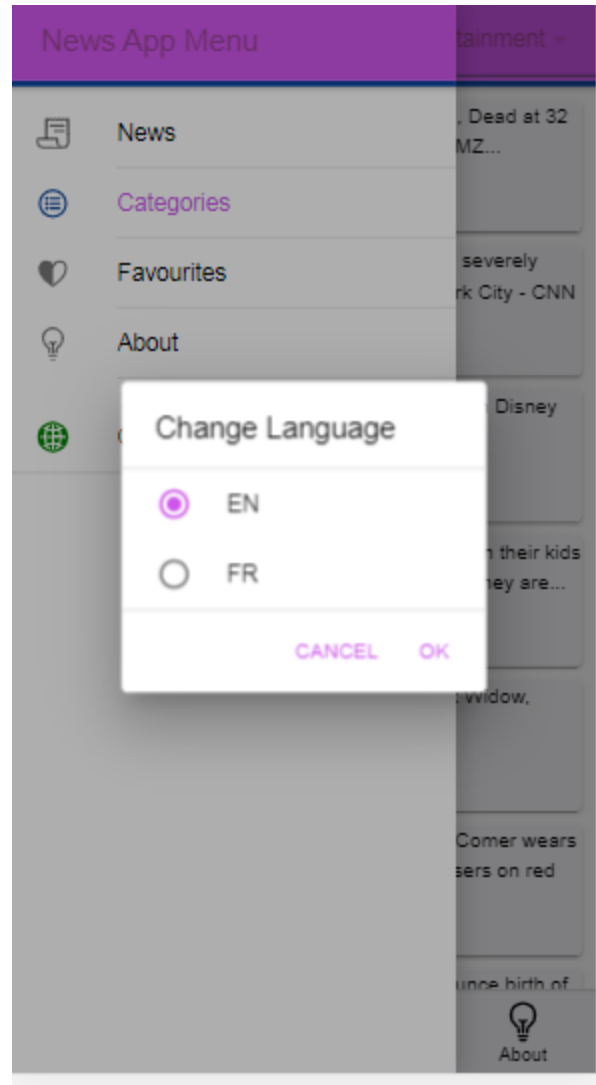 News App Menu
tainment
News
Categories
Favourites
About
Change Language
EN
FR
CANCEL OK
, Dead at 32
MZ...
severely
rk City - CNN
Disney
their kids
ney are...
Widow,
Comer wears
sers on red
unce birth of
About